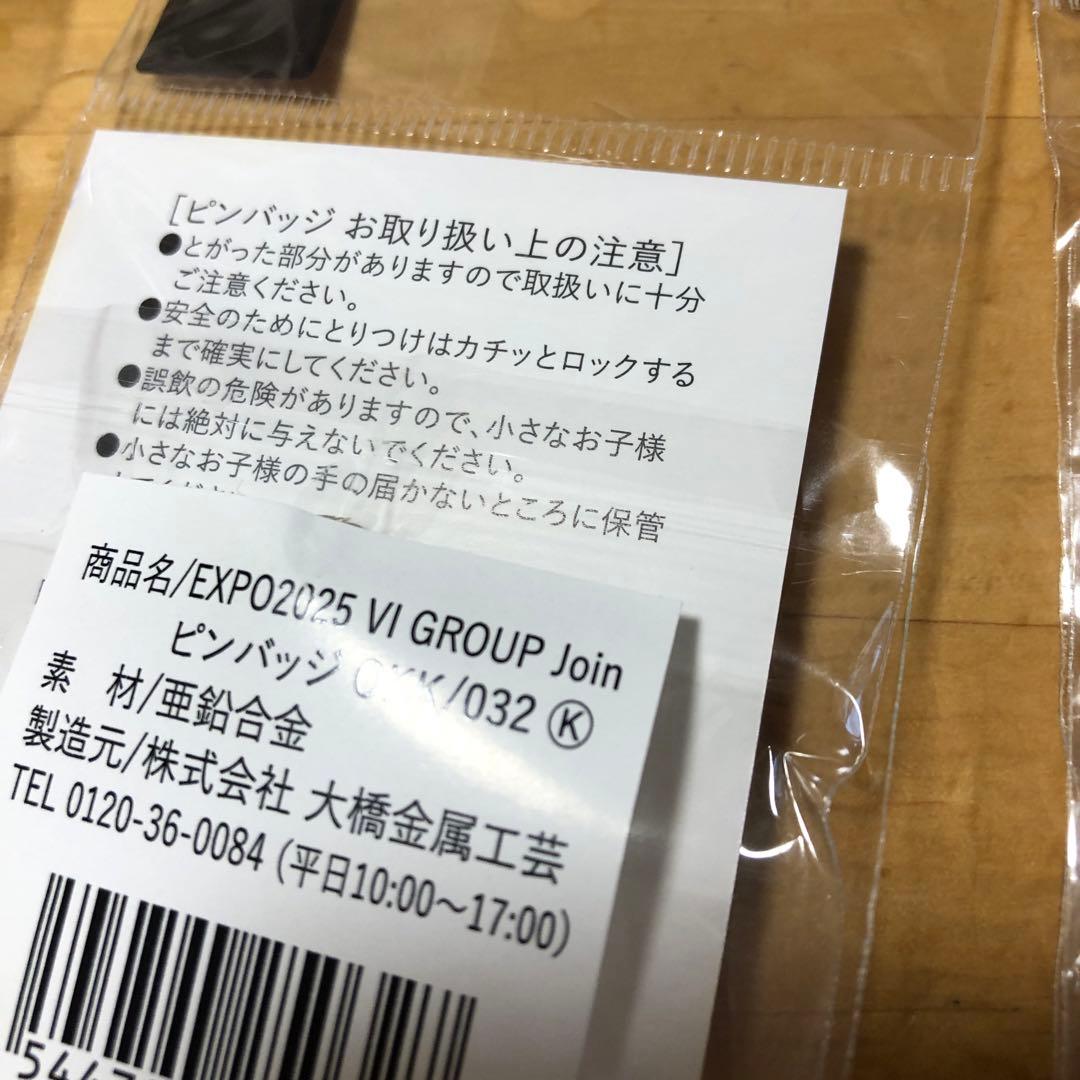 ［ピンバッジ お取り扱い上の注意］
●とがった部分がありますので取扱いに十分
ご注意ください。
●安全のためにとりつけはカチッとロックする
まで確実にしてください。
●誤飲の危険がありますので、小さなお子様
には絶対に与えないでください。
●小さなお子様の手の届かないところに保管
商品名/EXPO2025 VI GROUP Join
ピンバッジ /032 Ⓚ
素 材/亜鉛合金
製造元/株式会社 大橋金属工芸
TEL 0120-36-0084 (平日10:00〜17:00)